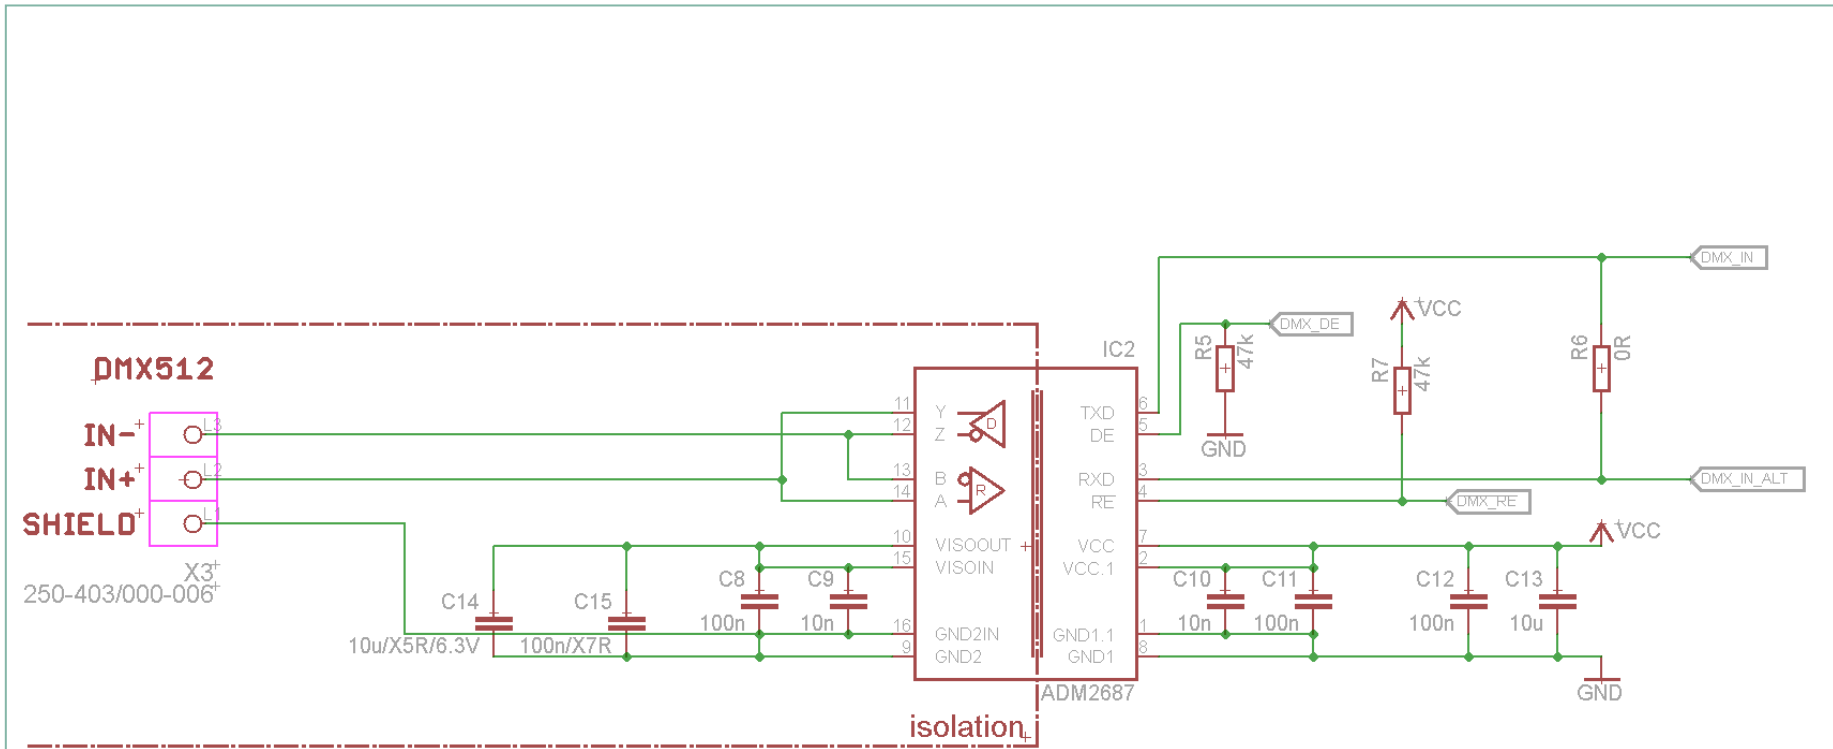 DMX_IN
VCC
DMX_DE
R5
47k
R7
47k
R6
0R
IC2
DMX512
GND
11
Y
TXD
6
12
Z
D
DE
5
IN-
L3
IN+
L2
SHIELD
L1
13
B
RXD
3
DMX_IN_ALT
14
A
R
RE
4
DMX_RE
10
VISOOUT
VCC
7
VCC
15
VISOIN
VCC.1
2
X3
250-403/000-006
C14
10u/X5R/6.3V
C15
100n/X7R
C8
100n
C9
10n
C10
10n
C11
100n
C12
100n
C13
10u
16
GND2IN
GND1.1
1
9
GND2
GND1
8
ADM2687
GND
isolation